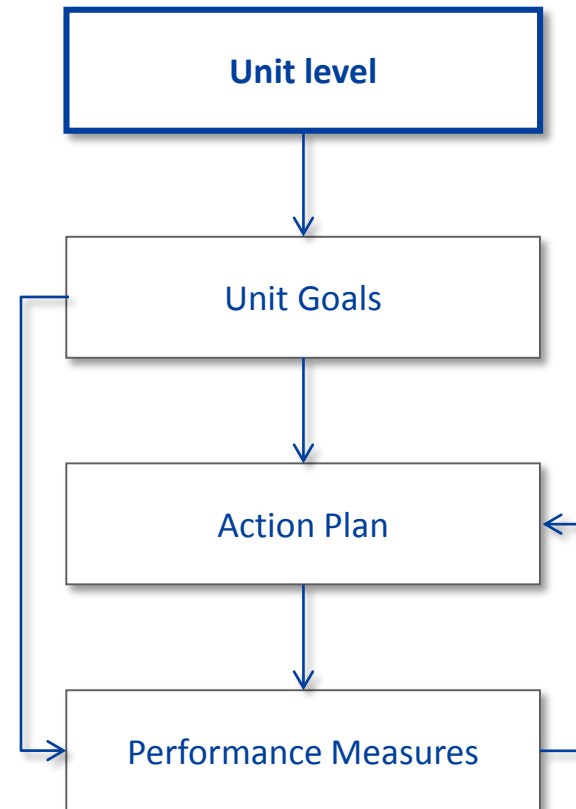 Unit level
Unit Goals
Action Plan
Performance Measures